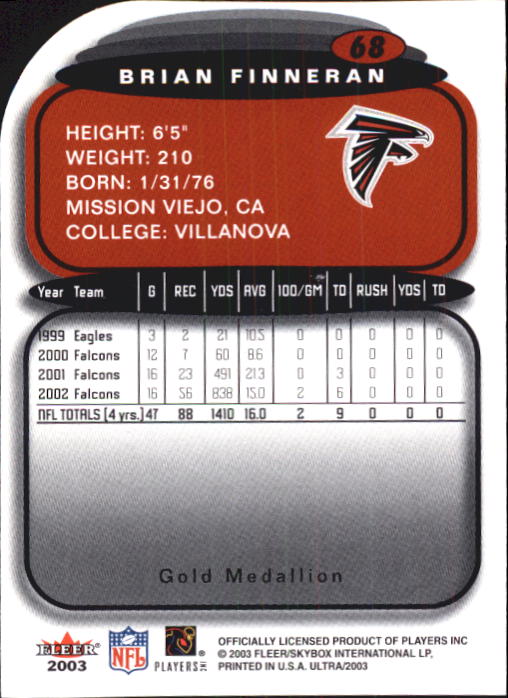 68
BRIAN FINNERAN
HEIGHT: 6'5"
WEIGHT: 210
BORN: 1/31/76
MISSION VIEJO, CA
COLLEGE: VILLANOVA
Year Team G REC YDS AVG 100/GM TD RUSH YDS TD
1999 Eagles 3 2 21 10.5 0 0 0 0 0
2000 Falcons 12 7 60 8.6 0 0 0 0 0
2001 Falcons 16 23 491 21.3 0 3 0 0 0
2002 Falcons 16 56 838 15.0 2 6 0 0 0
NFL TOTALS (4 yrs.) 47 88 1410 16.0 2 9 0 0 0
Gold Medallion
FLEER 2003
NFL
PLAYERS INC
OFFICIALLY LICENSED PRODUCT OF PLAYERS INC
© 2003 FLEER/SKYBOX INTERNATIONAL LP,
PRINTED IN U.S.A. ULTRA/2003